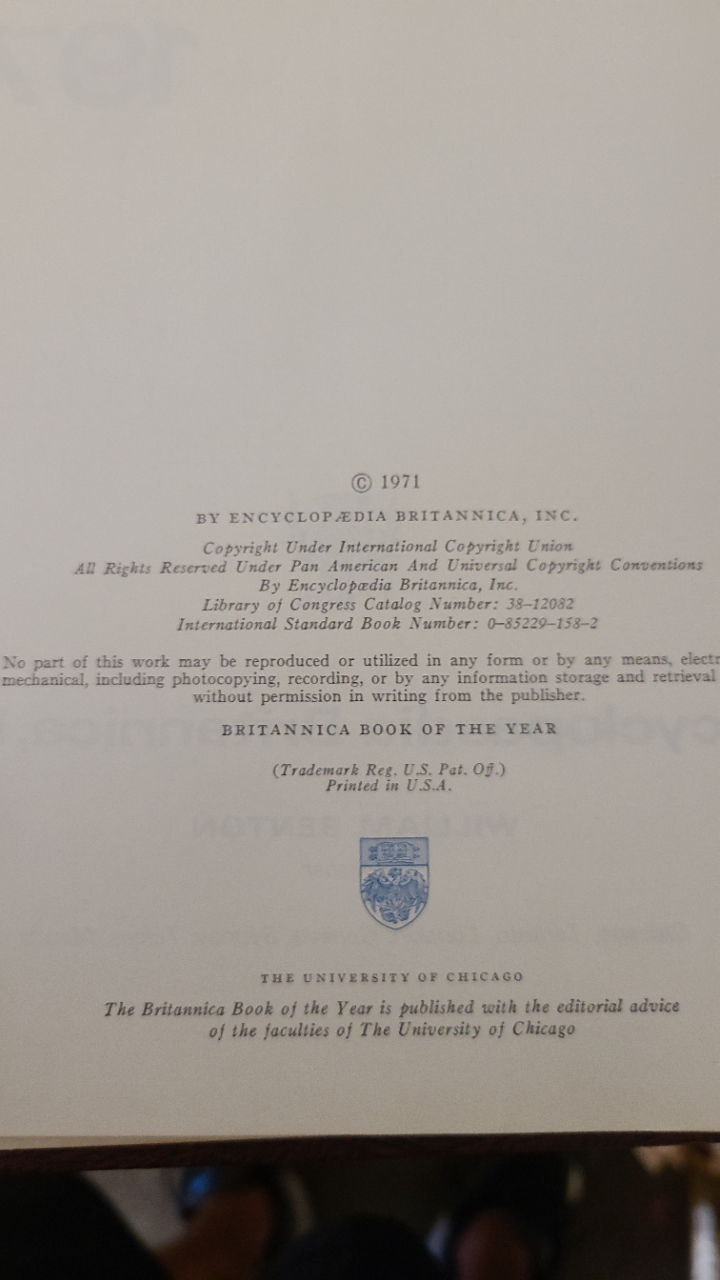 © 1971
BY ENCYCLOPÆDIA BRITANNICA, INC.
Copyright Under International Copyright Union
All Rights Reserved Under Pan American And Universal Copyright Conventions
By Encyclopædia Britannica, Inc.
Library of Congress Catalog Number: 38–12082
International Standard Book Number: 0–85229–158–2
No part of this work may be reproduced or utilized in any form or by any means, electr
mechanical, including photocopying, recording, or by any information storage and retrieval
without permission in writing from the publisher.
BRITANNICA BOOK OF THE YEAR
(Trademark Reg. U.S. Pat. Off.)
Printed in U.S.A.
THE UNIVERSITY OF CHICAGO
The Britannica Book of the Year is published with the editorial advice
of the faculties of The University of Chicago